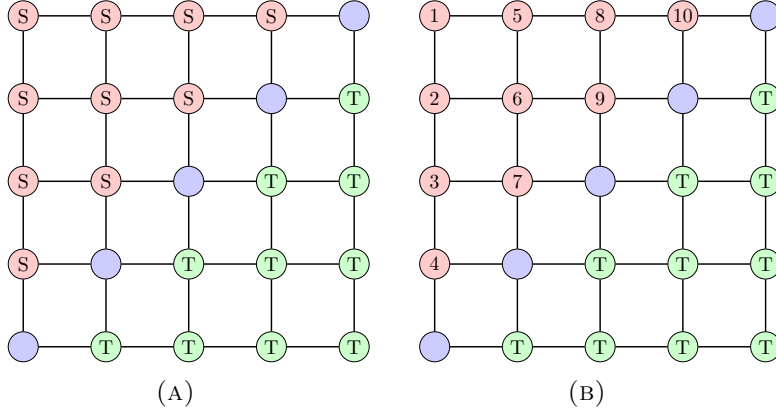 S S S S 1 5 8 10
S S S T 2 6 9 T
S S T T 3 7 T T
S T T T 4 T T T
T T T T T T T T
(A) (B)